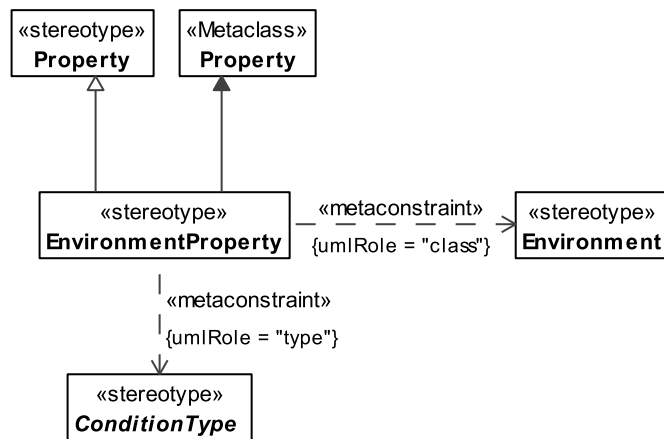 «stereotype»
Property
«Metaclass»
Property
«stereotype»
EnvironmentProperty
«metaconstraint»
{umlRole = "class"}
«stereotype»
Environment
«metaconstraint»
{umlRole = "type"}
«stereotype»
ConditionType